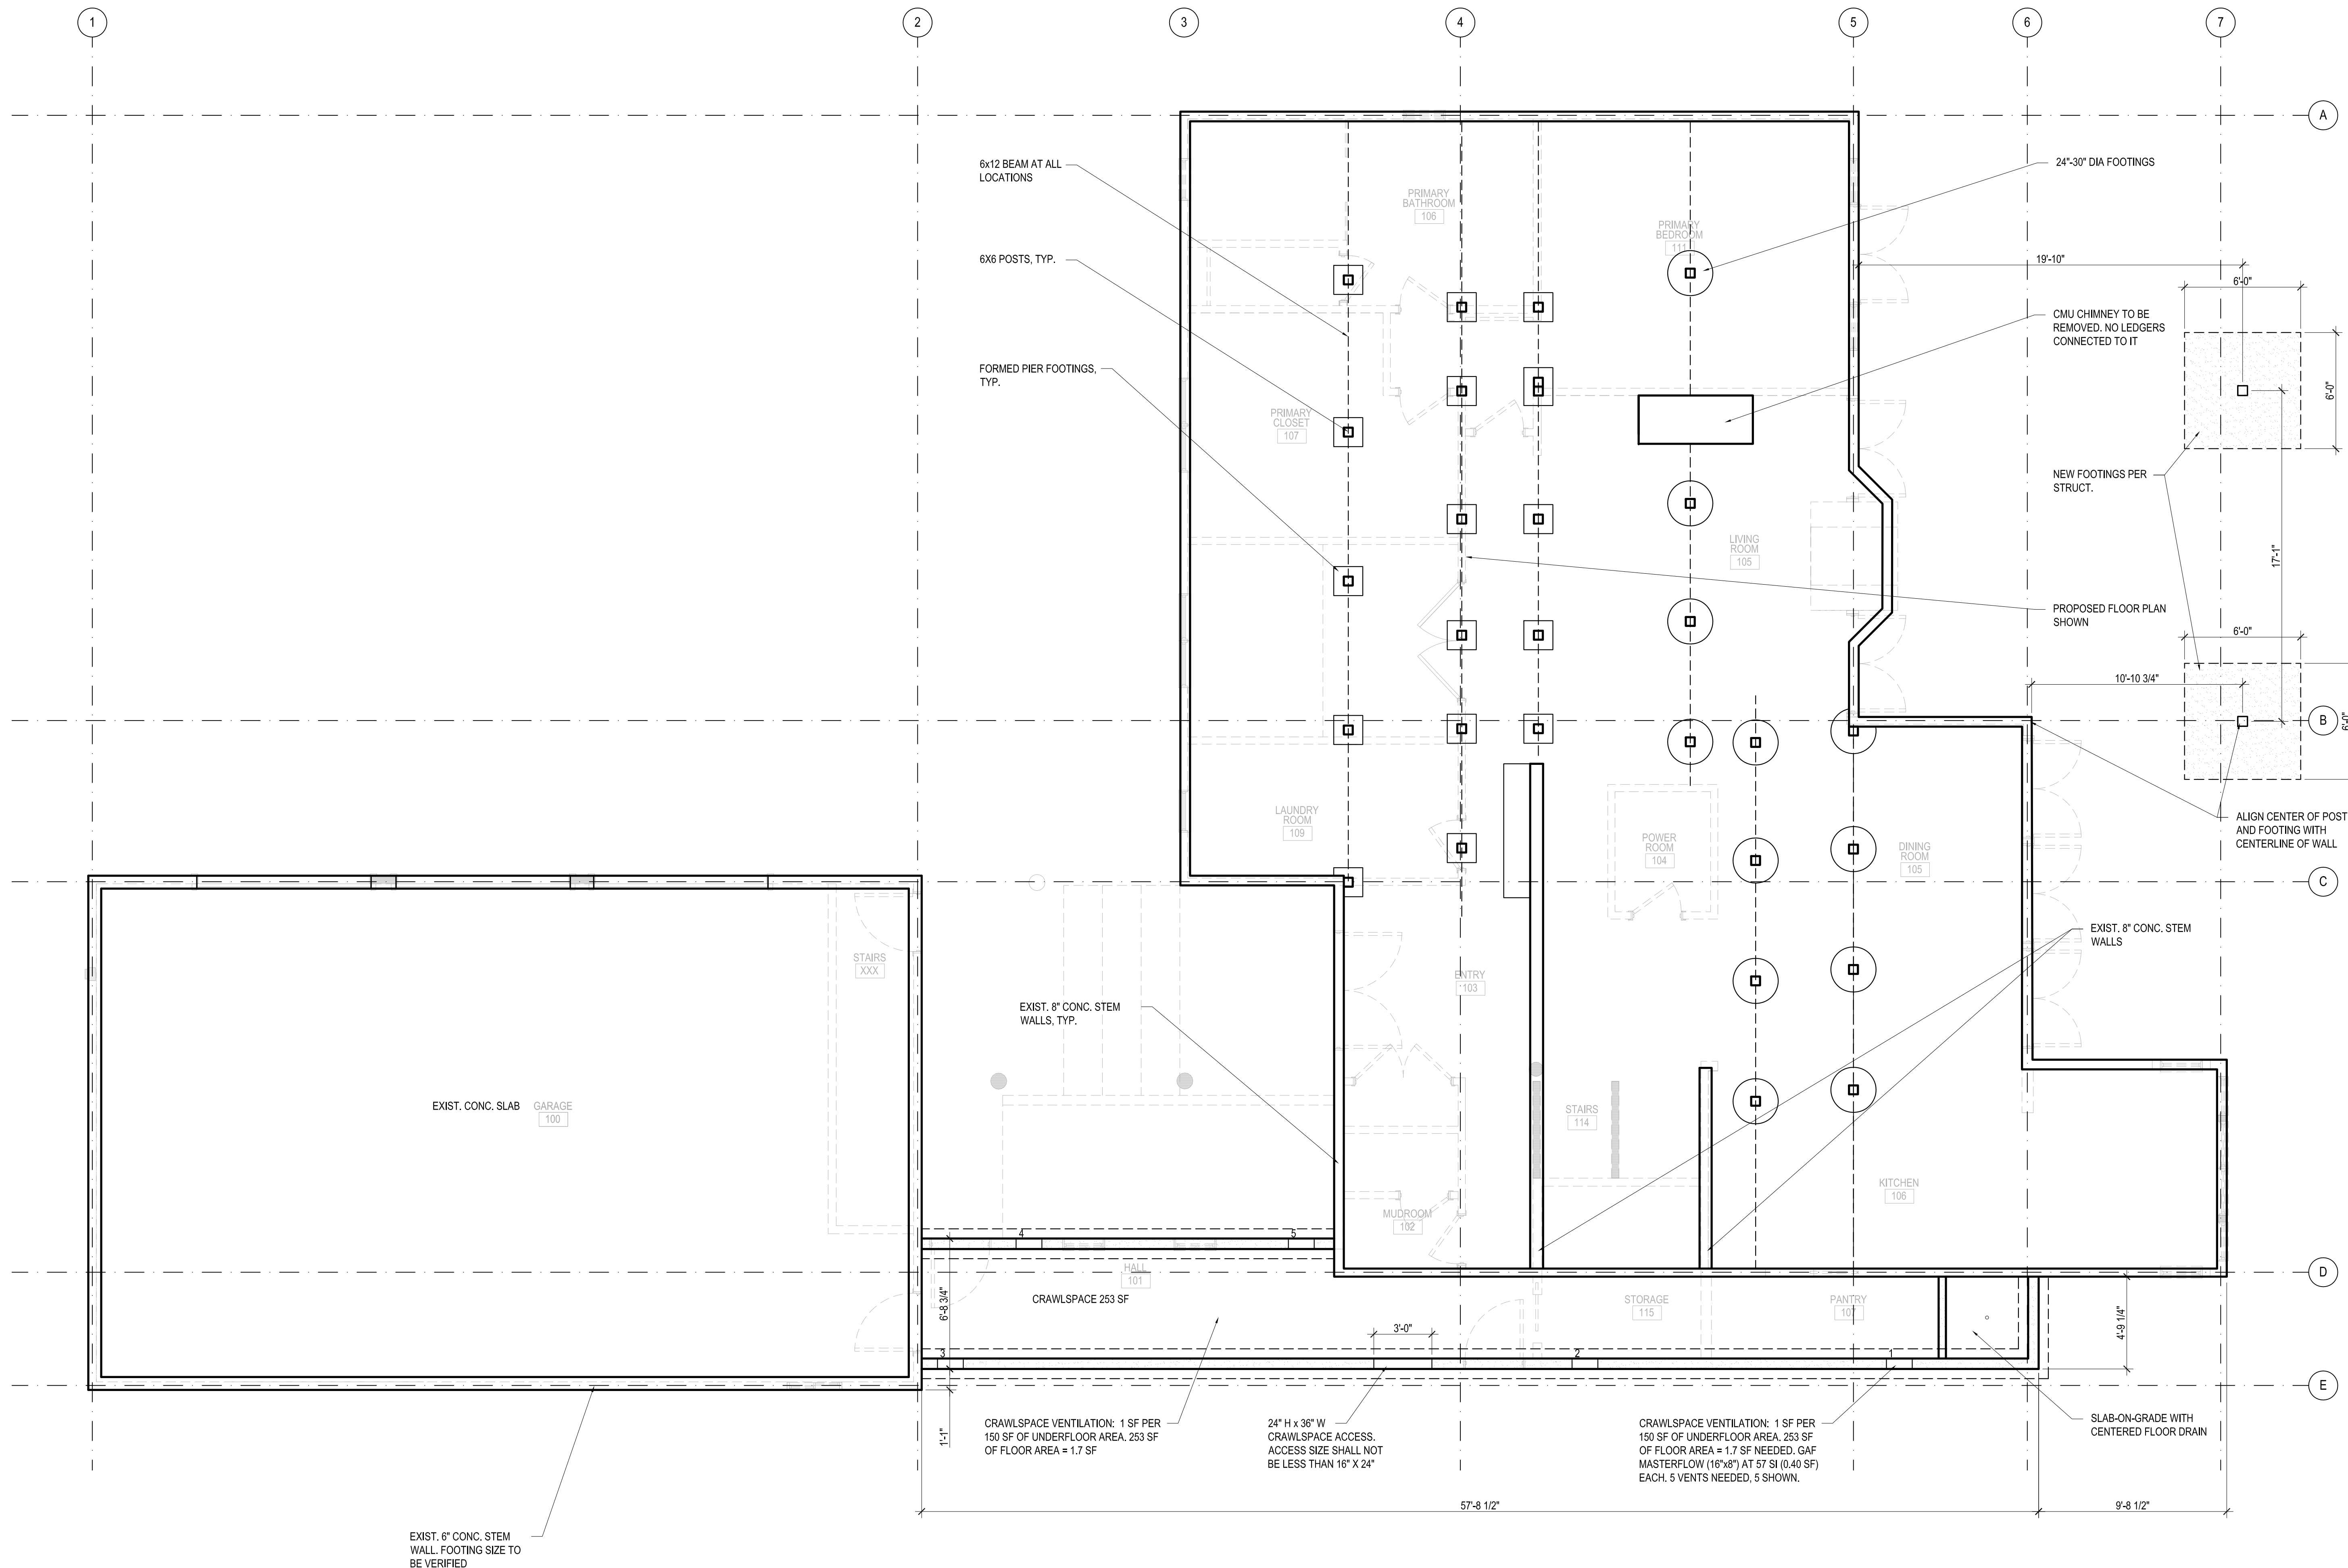 1
2
3
4
5
6
7
A
6x12 BEAM AT ALL
LOCATIONS
24"-30" DIA FOOTINGS
PRIMARY
BATHROOM
106
PRIMARY
BEDROOM
111
6X6 POSTS, TYP.
19'-10"
6'-0"
CMU CHIMNEY TO BE
REMOVED. NO LEDGERS
CONNECTED TO IT
FORMED PIER FOOTINGS,
TYP.
6'-0"
PRIMARY
CLOSET
107
NEW FOOTINGS PER
STRUCT.
LIVING
ROOM
105
17'-1"
PROPOSED FLOOR PLAN
SHOWN
6'-0"
10'-10 3/4"
B
6'-0"
LAUNDRY
ROOM
109
POWER
ROOM
104
DINING
ROOM
105
ALIGN CENTER OF POST
AND FOOTING WITH
CENTERLINE OF WALL
C
STAIRS
XXX
ENTRY
103
EXIST. 8" CONC. STEM
WALLS
EXIST. 8" CONC. STEM
WALLS, TYP.
EXIST. CONC. SLAB
GARAGE
100
STAIRS
114
KITCHEN
106
MUDROOM
102
4
5
HALL
101
D
CRAWLSPACE 253 SF
6'-8 3/4"
STORAGE
115
PANTRY
107
4'-9 1/4"
3'-0"
3
2
1
E
1'-1"
CRAWLSPACE VENTILATION: 1 SF PER
150 SF OF UNDERFLOOR AREA. 253 SF
OF FLOOR AREA = 1.7 SF
24" H x 36" W
CRAWLSPACE ACCESS.
ACCESS SIZE SHALL NOT
BE LESS THAN 16" X 24"
CRAWLSPACE VENTILATION: 1 SF PER
150 SF OF UNDERFLOOR AREA. 253 SF
OF FLOOR AREA = 1.7 SF NEEDED. GAF
MASTERFLOW (16"x8") AT 57 SI (0.40 SF)
EACH. 5 VENTS NEEDED, 5 SHOWN.
SLAB-ON-GRADE WITH
CENTERED FLOOR DRAIN
57'-8 1/2"
9'-8 1/2"
EXIST. 6" CONC. STEM
WALL. FOOTING SIZE TO
BE VERIFIED